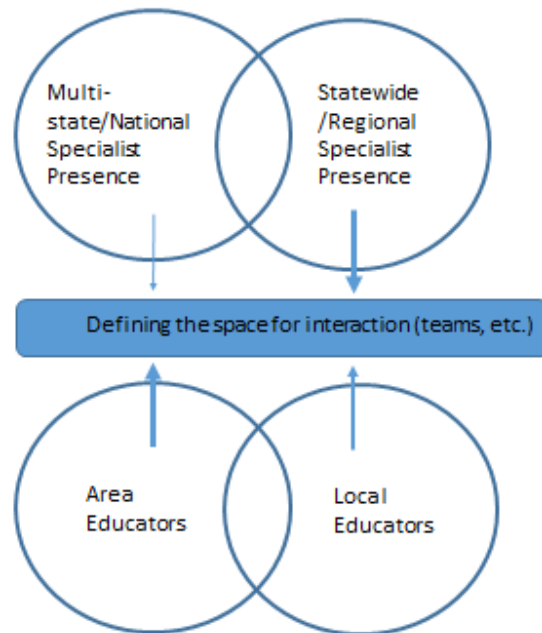 Multi-
state/National
Specialist
Presence
Statewide
/Regional
Specialist
Presence
Defining the space for interaction (teams, etc.)
Area
Educators
Local
Educators